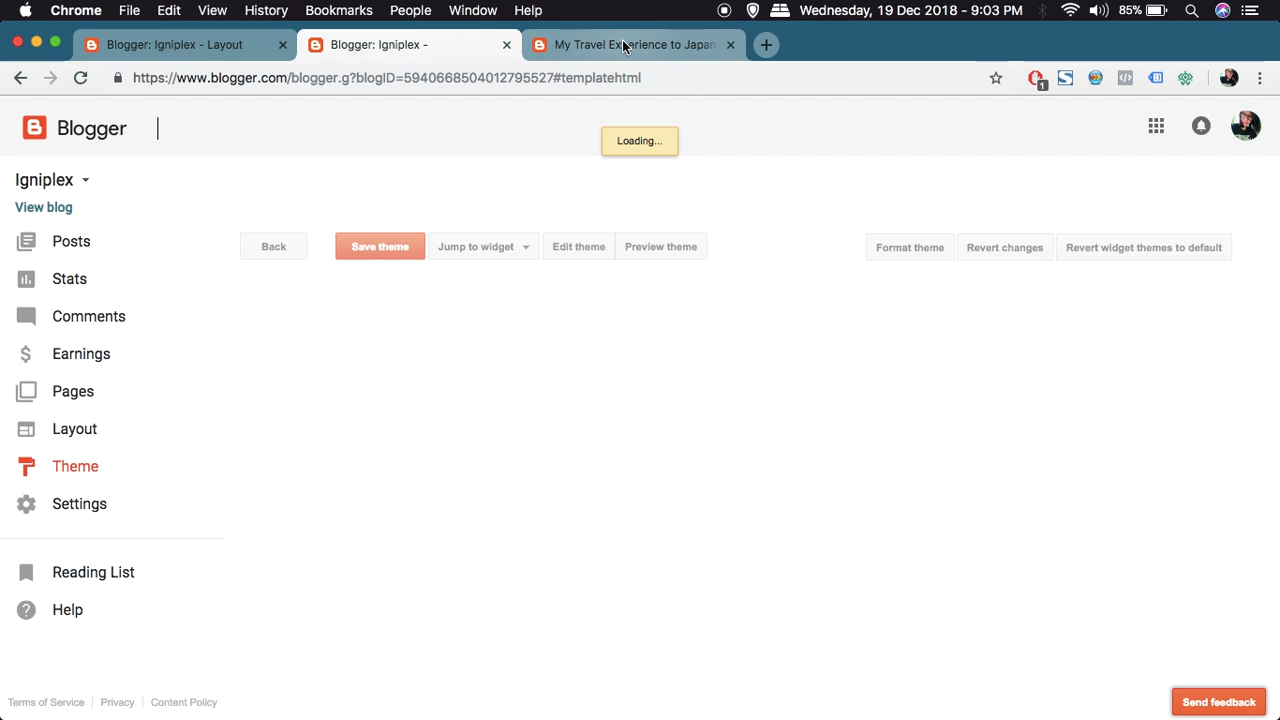 Chrome File Edit View History Bookmarks People Window Help Wednesday, 19 Dec 2018 - 9:03 PM 85%
Blogger: Igniplex - Layout
Blogger: Igniplex -
My Travel Experience to Japan,
https://www.blogger.com/blogger.g?blogID=5940668504012795527#templatehtml
1
Blogger
Loading...
Igniplex
View blog
Posts
Stats
Comments
Earnings
Pages
Layout
Theme
Settings
Reading List
Help
Back
Save theme
Jump to widget
Edit theme
Preview theme
Format theme
Revert changes
Revert widget themes to default
Terms of Service
Privacy
Content Policy
Send feedback